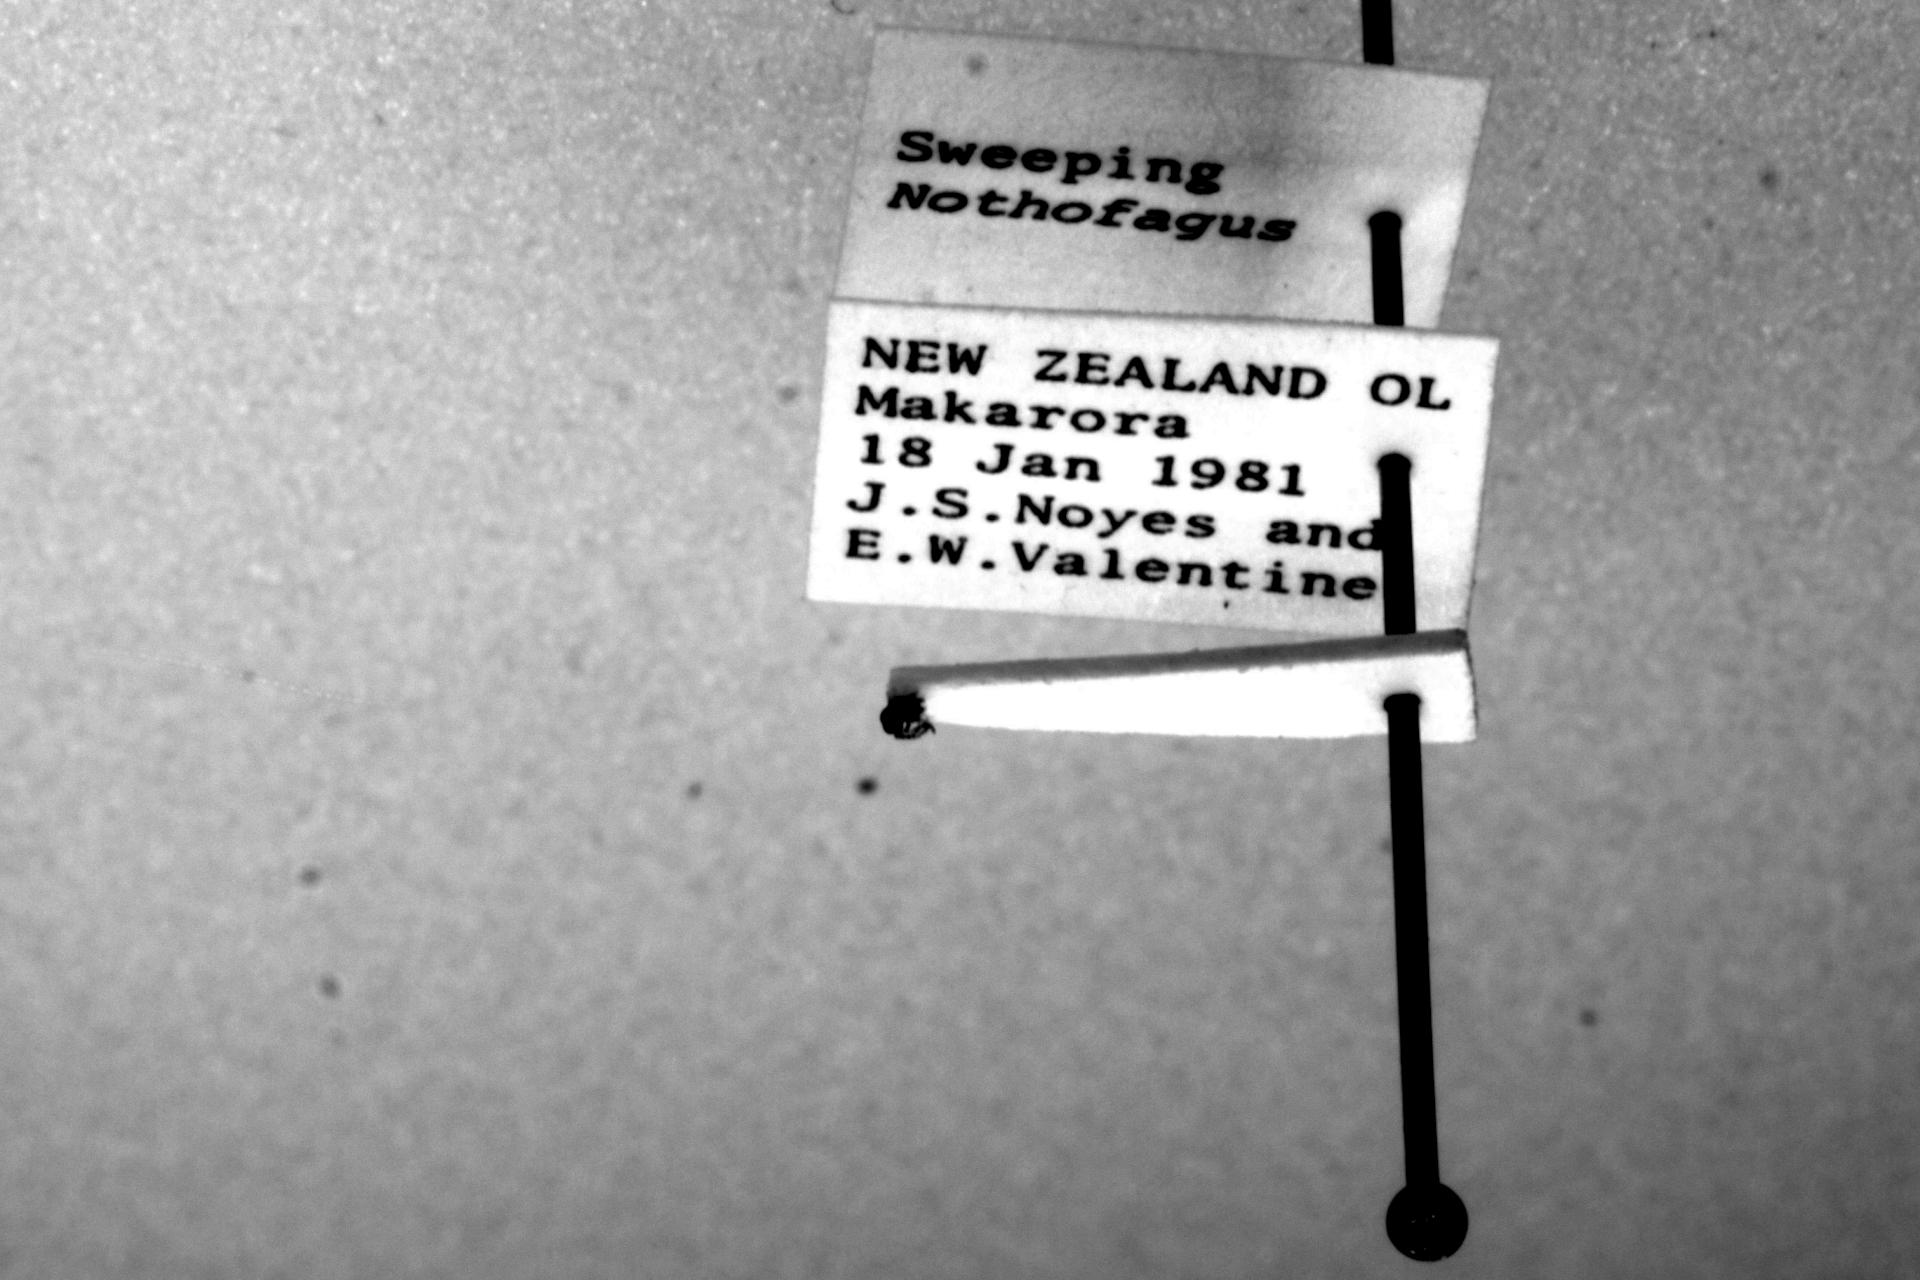 Sweeping
Nothofagus
NEW ZEALAND OL
Makarora
18 Jan 1981
J.S.Noyes and
E.W.Valentine